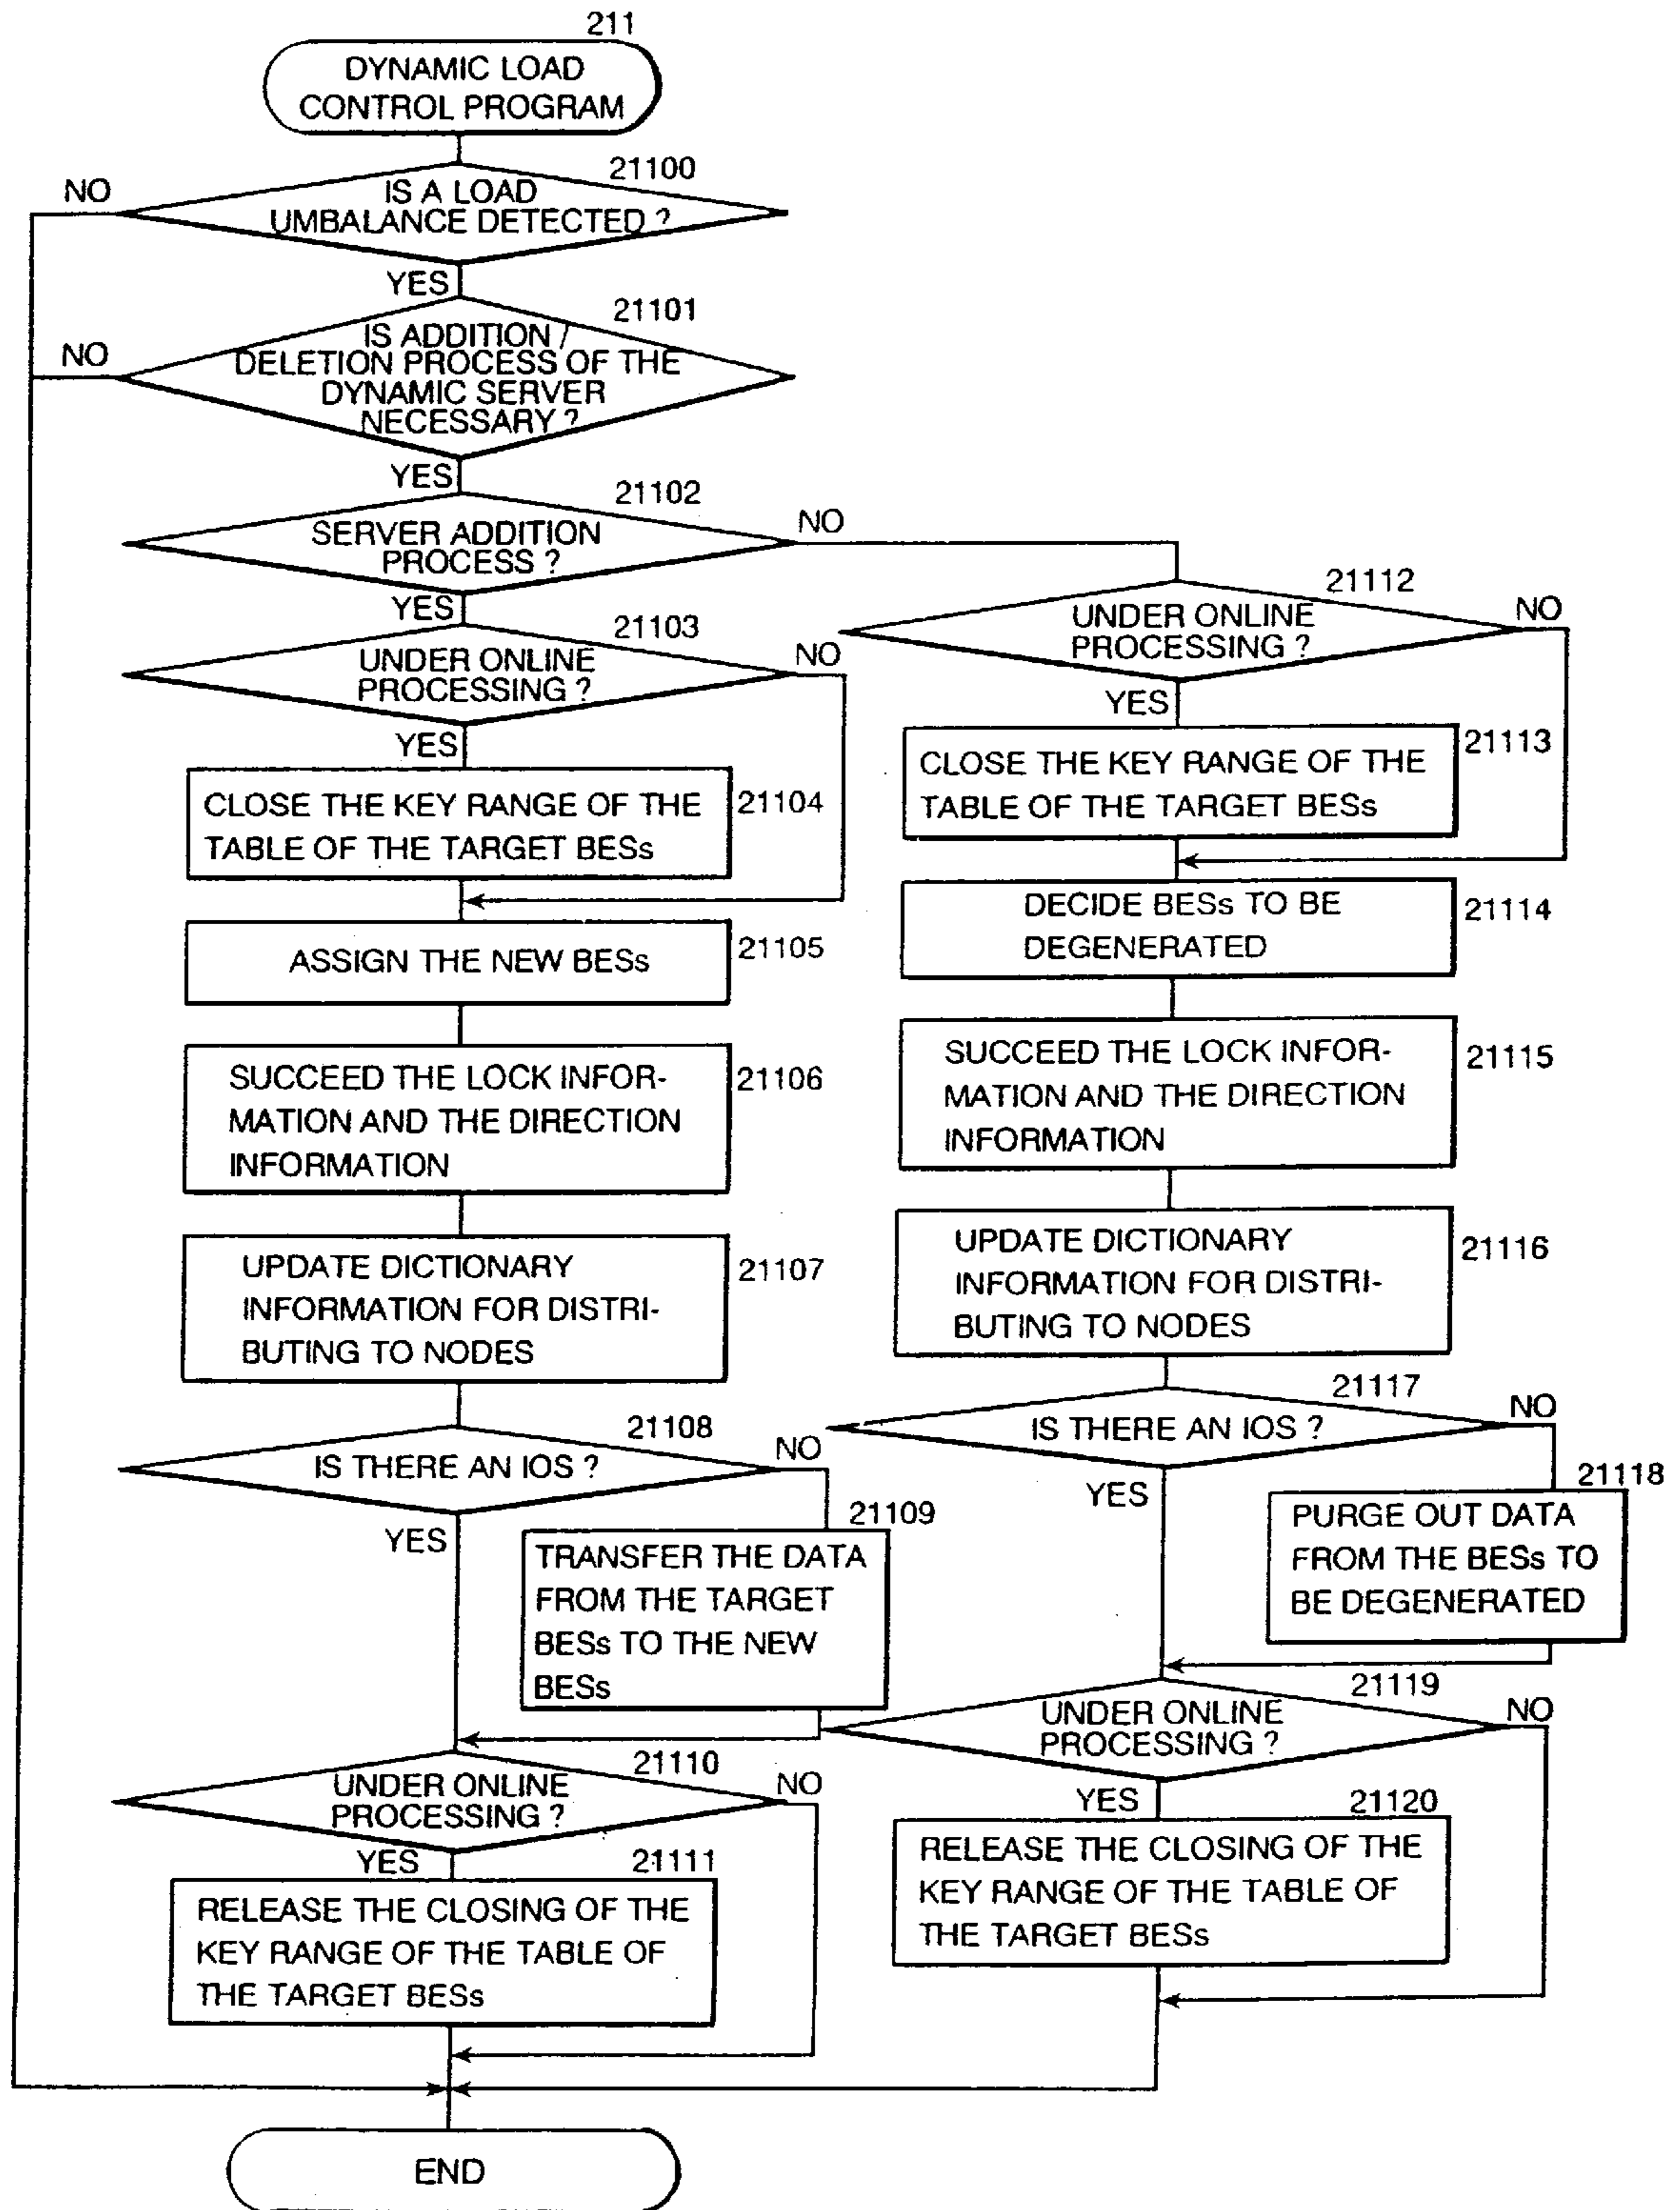 211
DYNAMIC LOAD
CONTROL PROGRAM
21100
NO
IS A LOAD
UMBALANCE DETECTED ?
YES
21101
NO
IS ADDITION /
DELETION PROCESS OF THE
DYNAMIC SERVER
NECESSARY ?
YES
21102
SERVER ADDITION
PROCESS ?
NO
YES
21103
UNDER ONLINE
PROCESSING ?
NO
YES
CLOSE THE KEY RANGE OF THE
TABLE OF THE TARGET BESs
21104
ASSIGN THE NEW BESs
21105
SUCCEED THE LOCK INFOR-
MATION AND THE DIRECTION
INFORMATION
21106
UPDATE DICTIONARY
INFORMATION FOR DISTRI-
BUTING TO NODES
21107
21108
IS THERE AN IOS ?
NO
YES
21109
TRANSFER THE DATA
FROM THE TARGET
BESs TO THE NEW
BESs
21110
UNDER ONLINE
PROCESSING ?
NO
YES
21111
RELEASE THE CLOSING OF THE
KEY RANGE OF THE TABLE OF
THE TARGET BESs
21112
UNDER ONLINE
PROCESSING ?
NO
YES
CLOSE THE KEY RANGE OF THE
TABLE OF THE TARGET BESs
21113
DECIDE BESs TO BE
DEGENERATED
21114
SUCCEED THE LOCK INFOR-
MATION AND THE DIRECTION
INFORMATION
21115
UPDATE DICTIONARY
INFORMATION FOR DISTRI-
BUTING TO NODES
21116
21117
IS THERE AN IOS ?
NO
YES
21118
PURGE OUT DATA
FROM THE BESs TO
BE DEGENERATED
21119
UNDER ONLINE
PROCESSING ?
NO
YES
21120
RELEASE THE CLOSING OF THE
KEY RANGE OF THE TABLE OF
THE TARGET BESs
END